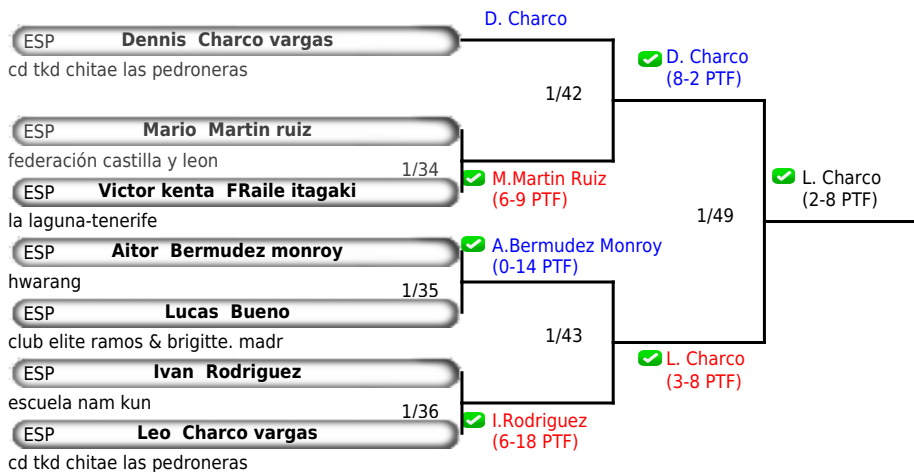 D. Charco
ESP Dennis Charco vargas
cd tkd chitae las pedroneras
D. Charco
(8-2 PTF)
1/42
ESP Mario Martin ruiz
federación castilla y leon
1/34
M.Martin Ruiz
(6-9 PTF)
ESP Victor kenta FRaile itagaki
la laguna-tenerife
L. Charco
(2-8 PTF)
1/49
ESP Aitor Bermudez monroy
A.Bermudez Monroy
(0-14 PTF)
hwarang
1/35
ESP Lucas Bueno
club elite ramos & brigitte. madr
1/43
L. Charco
(3-8 PTF)
ESP Ivan Rodriguez
escuela nam kun
1/36
I.Rodriguez
(6-18 PTF)
ESP Leo Charco vargas
cd tkd chitae las pedroneras